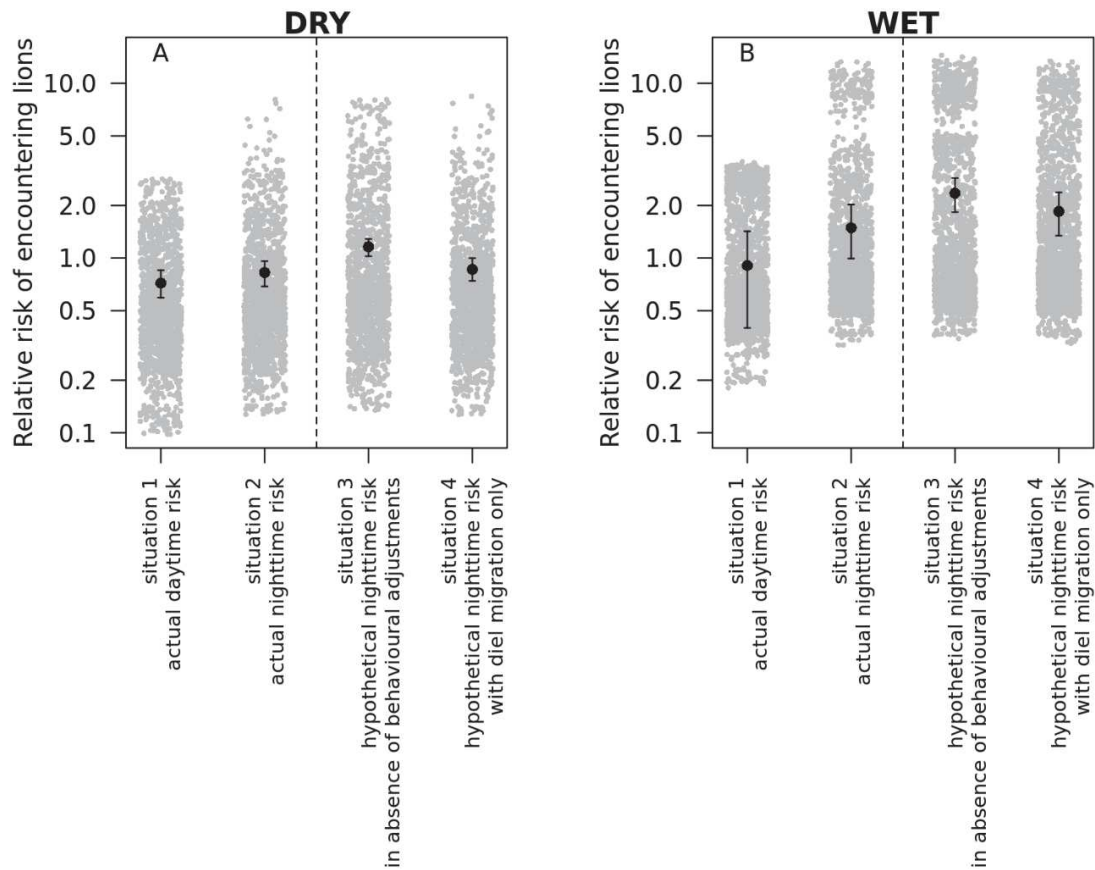 DRY
A
Relative risk of encountering lions
10.0
5.0
2.0
1.0
0.5
0.2
0.1
situation 1
actual daytime risk
situation 2
actual nighttime risk
situation 3
hypothetical nighttime risk
in absence of behavioural adjustments
situation 4
hypothetical nighttime risk
with diel migration only
WET
B
Relative risk of encountering lions
10.0
5.0
2.0
1.0
0.5
0.2
0.1
situation 1
actual daytime risk
situation 2
actual nighttime risk
situation 3
hypothetical nighttime risk
in absence of behavioural adjustments
situation 4
hypothetical nighttime risk
with diel migration only